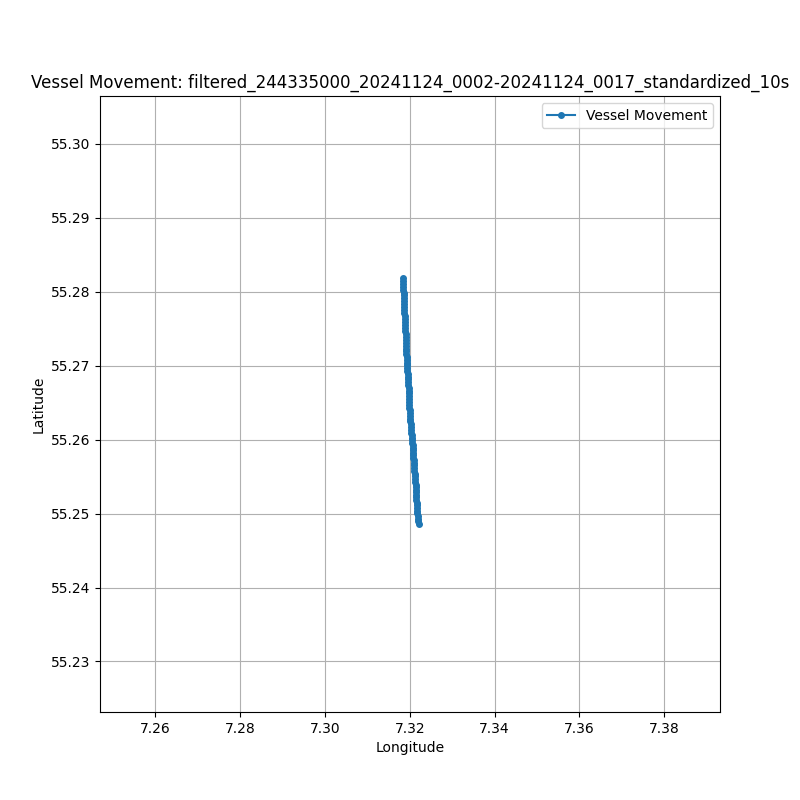 Vessel Movement: filtered_244335000_20241124_0002-20241124_0017_standardized_10s
Vessel Movement
55.30
55.29
55.28
55.27
55.26
55.25
55.24
55.23
Latitude
7.26 7.28 7.30 7.32 7.34 7.36 7.38
Longitude